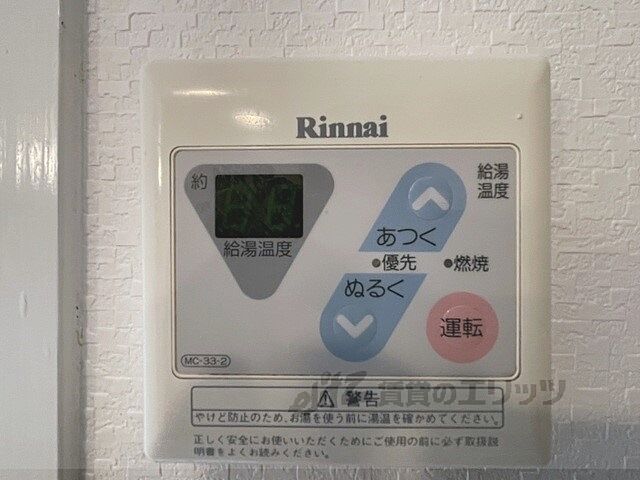 Rinnai
約
給湯温度
給湯
温度
あつく
●優先 ●燃焼
ぬるく
運転
MC-33-2
⚠ 警告
やけど防止のため、お湯を使う前に湯温を確かめてください。
正しく安全にお使いいただくためにご使用の前に必ず取扱説
明書をよくお読みください。
賃貸のエリッツ